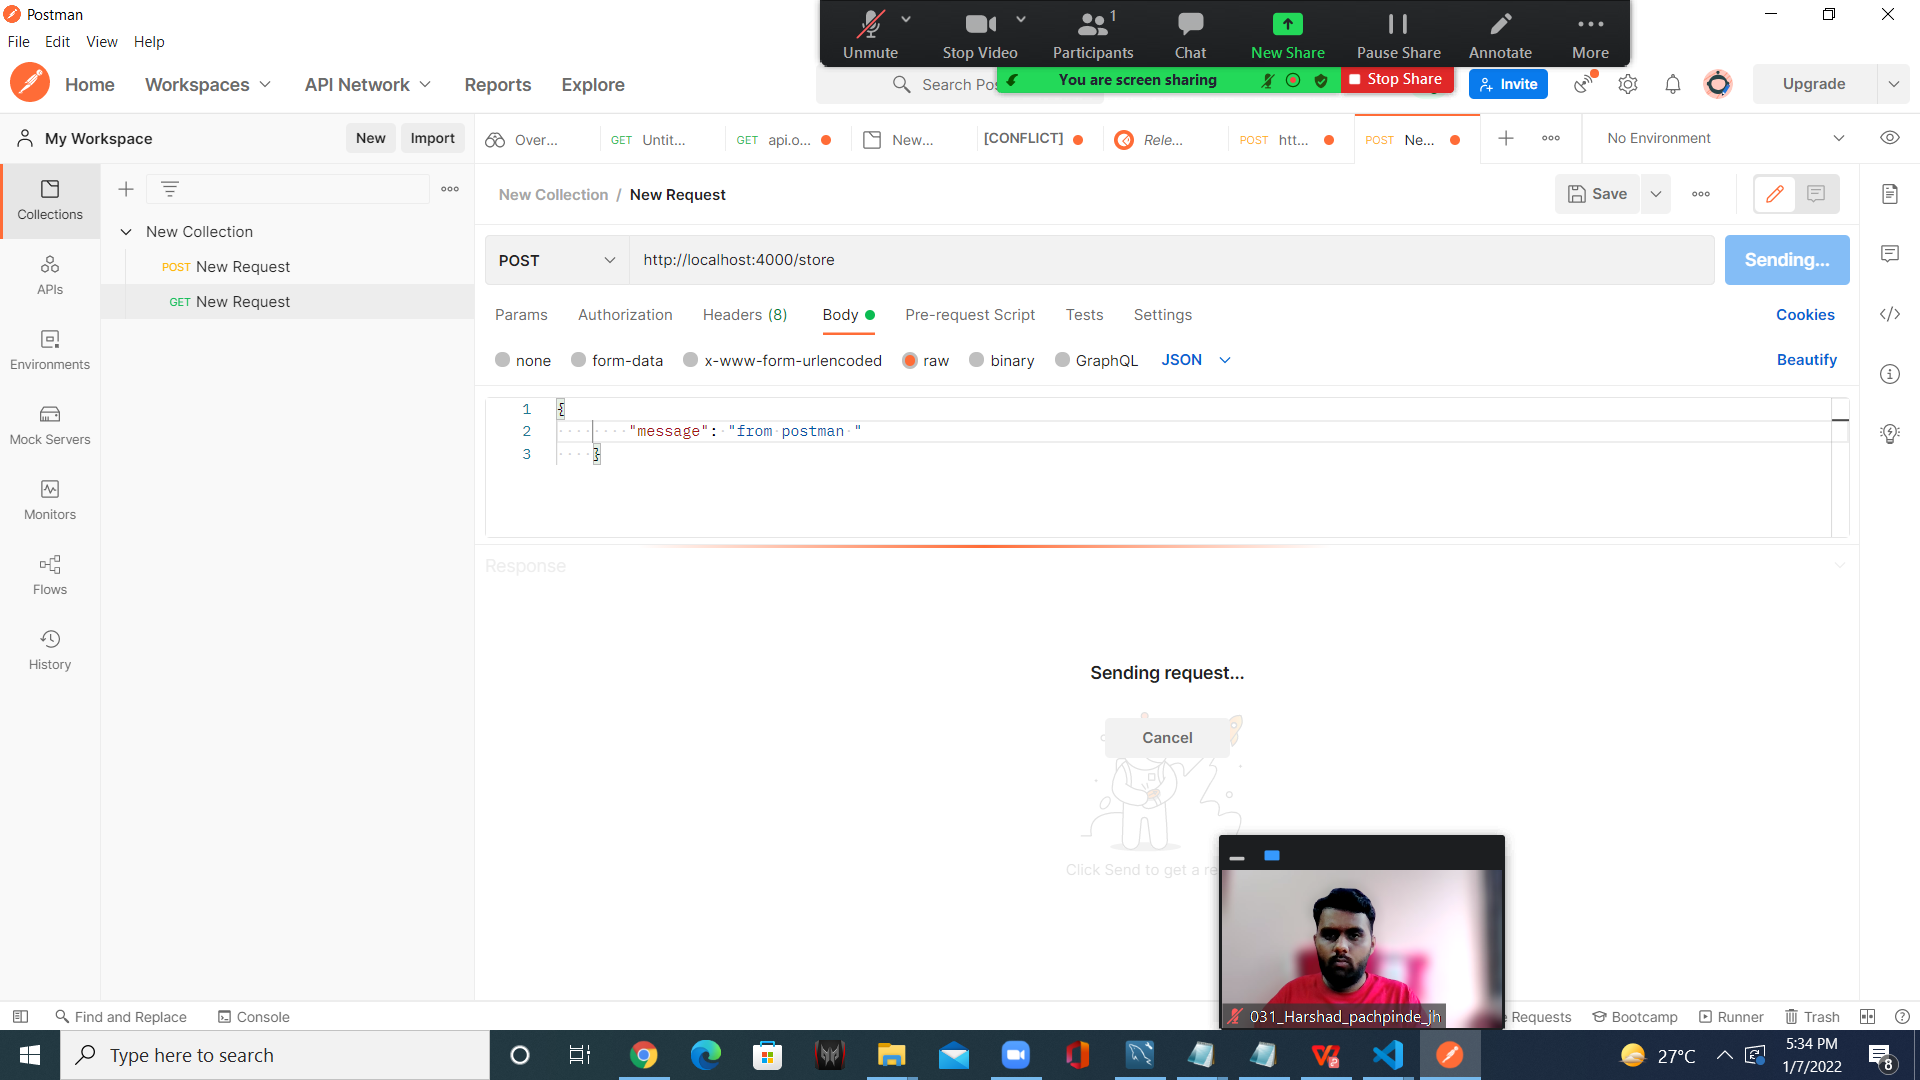 Postman
File Edit View Help
Unmute Stop Video Participants 1 Chat New Share Pause Share Annotate More
You are screen sharing Stop Share
Home Workspaces API Network Reports Explore
Search Pos Invite Upgrade
My Workspace New Import
Over... GET Untit... GET api.o... New... [CONFLICT] Rele... POST htt... POST Ne... No Environment
Collections
APIs
Environments
Mock Servers
Monitors
Flows
History
New Collection
POST New Request
GET New Request
New Collection / New Request Save
POST http://localhost:4000/store Sending...
Params Authorization Headers (8) Body Pre-request Script Tests Settings Cookies
none form-data x-www-form-urlencoded raw binary GraphQL JSON Beautify
1 {
2 "message": "from postman "
3 }
Response
Sending request...
Cancel
Click Send to get a re
031_Harshad_pachpinde_jh
Find and Replace Console Requests Bootcamp Runner Trash
Type here to search
27°C 5:34 PM
1/7/2022 8